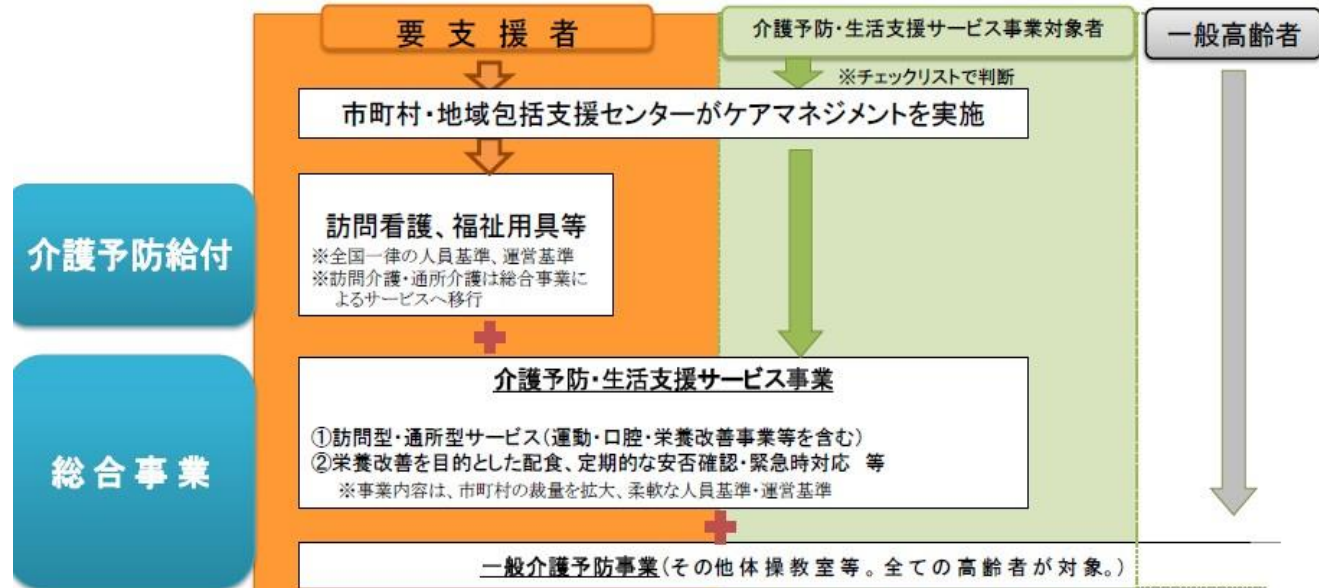 要支援者
介護予防・生活支援サービス事業対象者
一般高齢者
※チェックリストで判断
市町村・地域包括支援センターがケアマネジメントを実施
介護予防給付
訪問看護、福祉用具等
※全国一律の人員基準、運営基準
※訪問介護・通所介護は総合事業に
よるサービスへ移行
総合事業
介護予防・生活支援サービス事業
①訪問型・通所型サービス(運動・口腔・栄養改善事業等を含む)
②栄養改善を目的とした配食、定期的な安否確認・緊急時対応 等
※事業内容は、市町村の裁量を拡大、柔軟な人員基準・運営基準
一般介護予防事業(その他体操教室等。全ての高齢者が対象。)